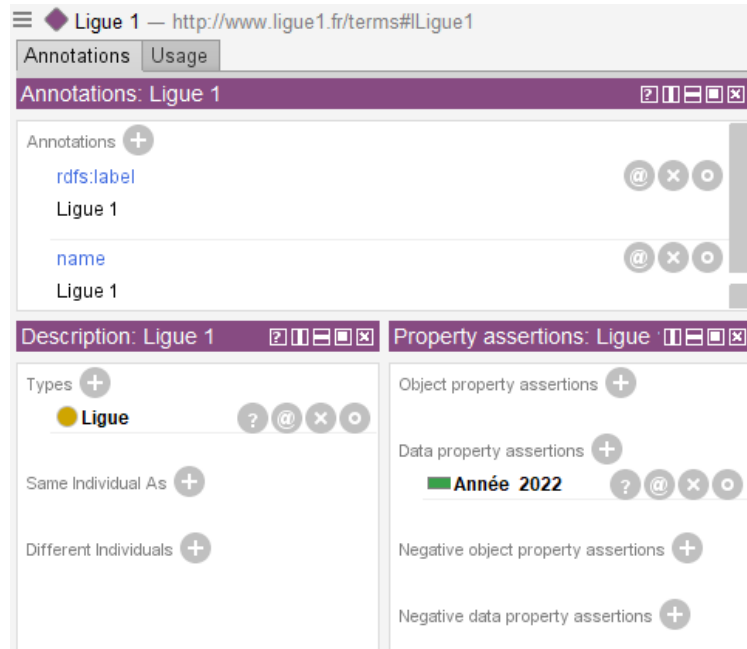 Ligue 1 — http://www.ligue1.fr/terms#lLigue1
Annotations Usage
Annotations: Ligue 1
Annotations
rdfs:label
Ligue 1
name
Ligue 1
Description: Ligue 1
Types
Ligue
Same Individual As
Different Individuals
Property assertions: Ligue
Object property assertions
Data property assertions
Année 2022
Negative object property assertions
Negative data property assertions